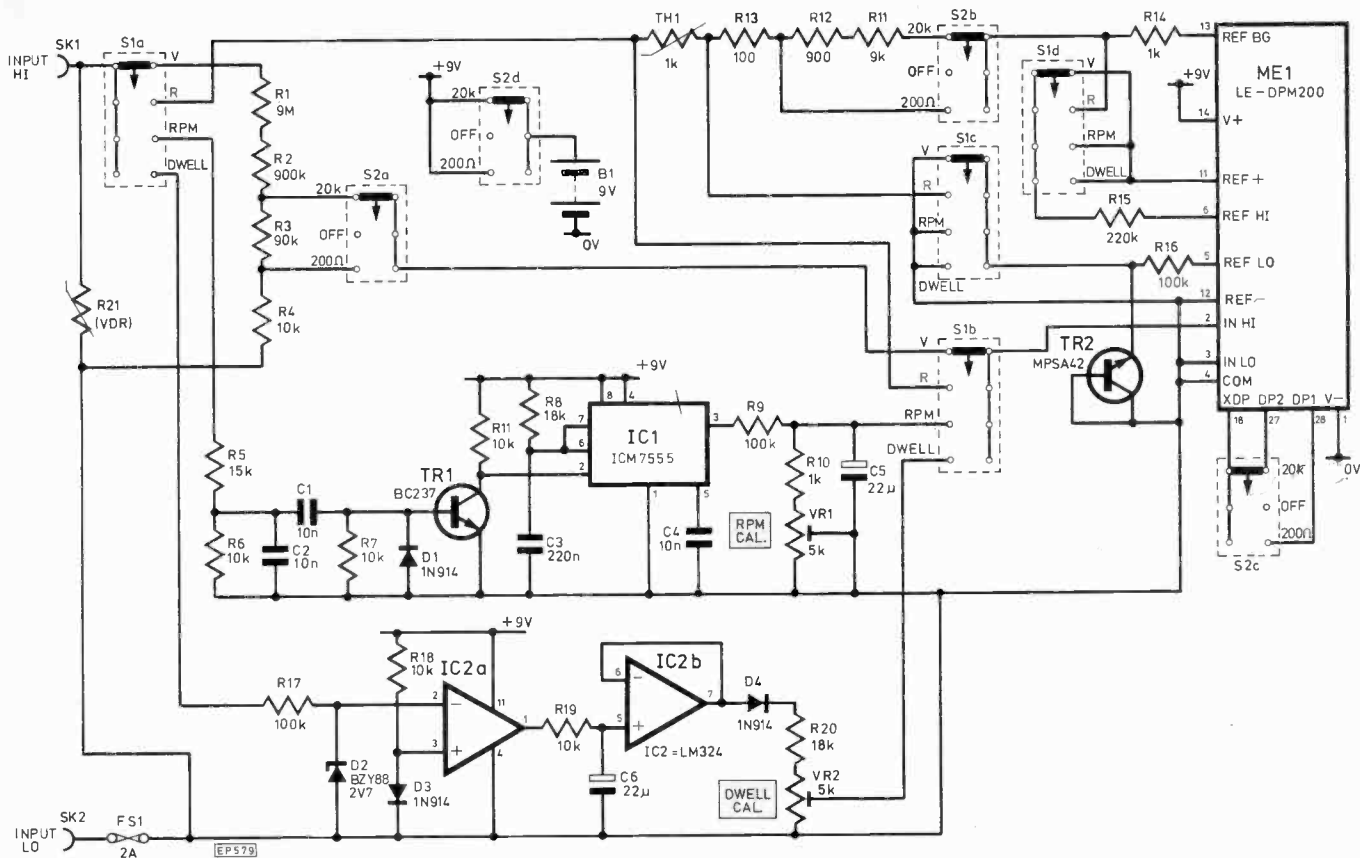 INPUT
HI
SK1
S1a
V
R
RPM
DWELL
R1
9M
R2
900k
R3
90k
R4
10k
R21
(VDR)
S2a
20k
OFF
200Ω
+9V
S2d
20k
OFF
200Ω
B1
9V
0V
TH1
1k
R13
100
R12
900
R11
9k
S2b
20k
OFF
200Ω
R14
1k
S1d
V
R
RPM
DWELL
+9V
S1c
V
R
RPM
DWELL
R15
220k
R16
100k
ME1
LE-DPM200
13
REF BG
14
V+
11
REF+
6
REF HI
5
REF LO
12
REF-
2
IN HI
3
IN LO
4
COM
XDP
DP2
DP1
V-
18
27
28
1
0V
20k
OFF
200Ω
S2c
TR2
MPSA42
S1b
V
R
RPM
DWELL
R5
15k
R6
10k
C1
10n
C2
10n
R7
10k
D1
1N914
TR1
BC237
R11
10k
R8
18k
+9V
8
4
7
6
2
3
1
5
IC1
ICM7555
C3
220n
C4
10n
R9
100k
R10
1k
VR1
5k
C5
22μ
RPM
CAL.
+9V
R18
10k
IC2a
2
3
11
1
4
R17
100k
D2
BZY88
2V7
D3
1N914
R19
10k
C6
22μ
IC2b
6
5
7
IC2=LM324
D4
1N914
R20
18k
VR2
5k
DWELL
CAL.
SK2
INPUT
LO
FS1
2A
EP579